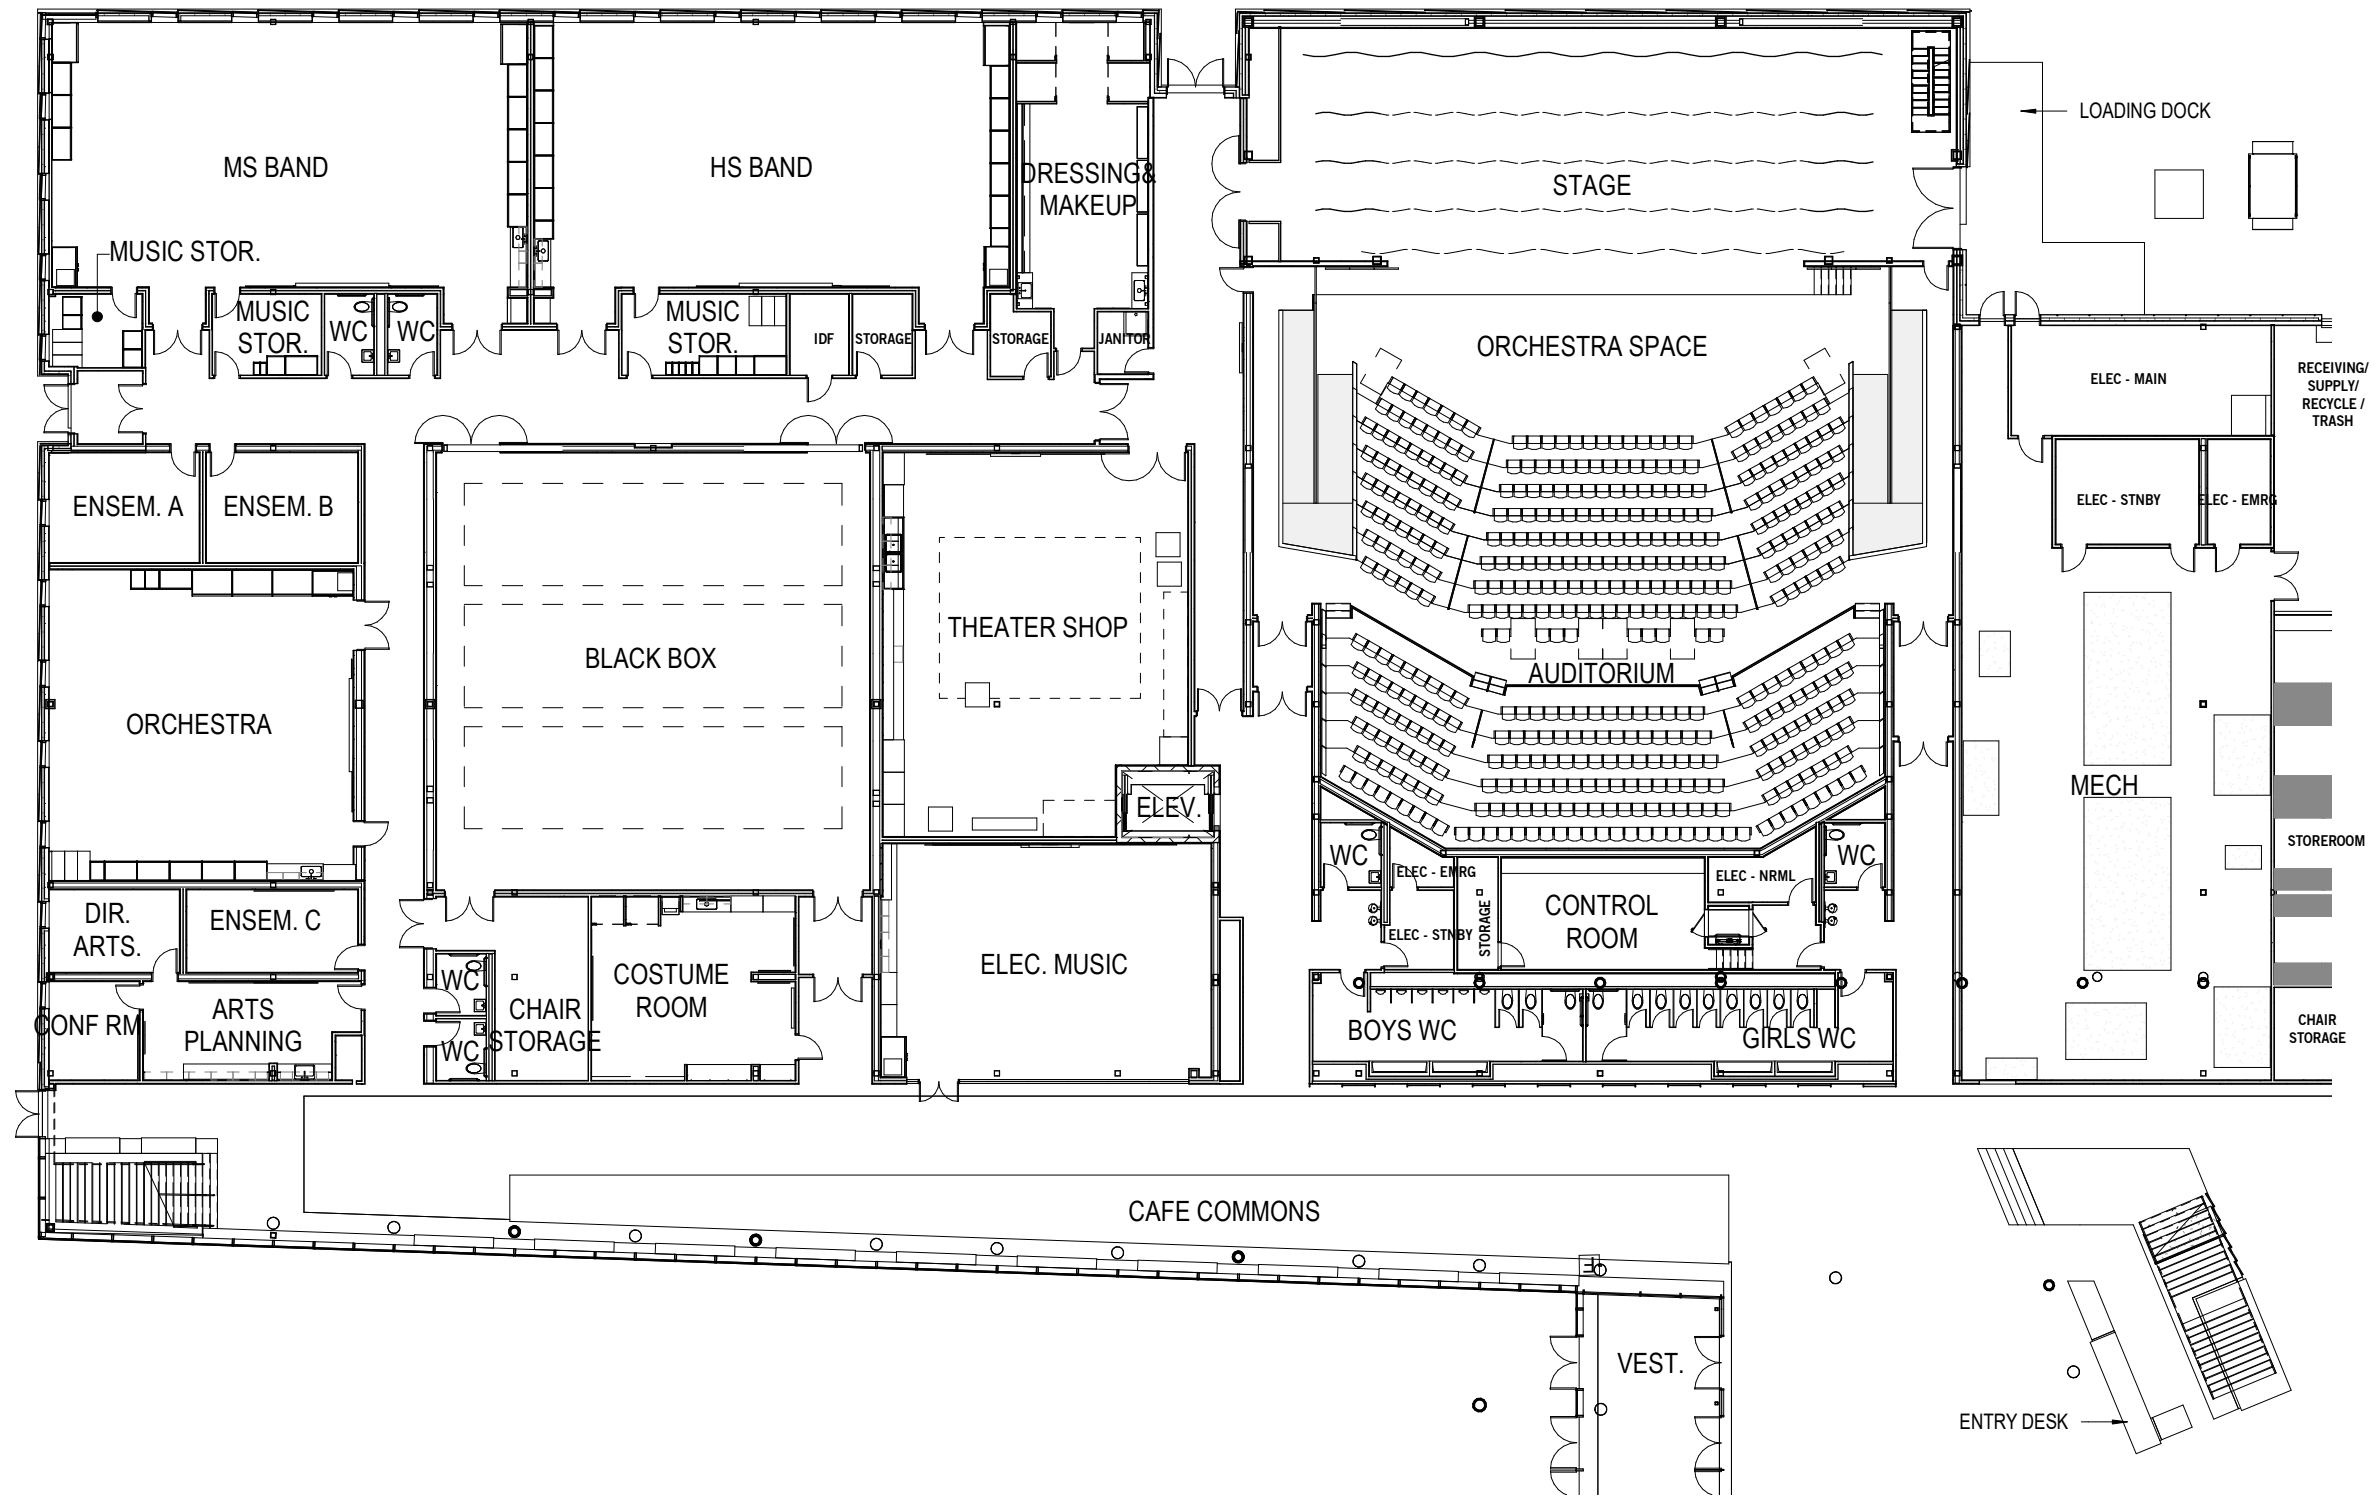 LOADING DOCK
MS BAND
HS BAND
DRESSING&
MAKEUP
STAGE
MUSIC STOR.
MUSIC
STOR.
WC
WC
MUSIC
STOR.
IDF
STORAGE
STORAGE
JANITOR
ORCHESTRA SPACE
ELEC - MAIN
RECEIVING/
SUPPLY/
RECYCLE /
TRASH
ENSEM. A
ENSEM. B
ELEC - STNBY
ELEC - EMRG
BLACK BOX
THEATER SHOP
AUDITORIUM
ORCHESTRA
MECH
ELEV.
STOREROOM
WC
ELEC - EMRG
ELEC - NRML
WC
DIR.
ARTS.
ENSEM. C
STORAGE
CONTROL
ROOM
ELEC - STNBY
ELEC. MUSIC
WC
COSTUME
ROOM
CHAIR
STORAGE
CONF RM
ARTS
PLANNING
WC
BOYS WC
GIRLS WC
CHAIR
STORAGE
CAFE COMMONS
VEST.
ENTRY DESK